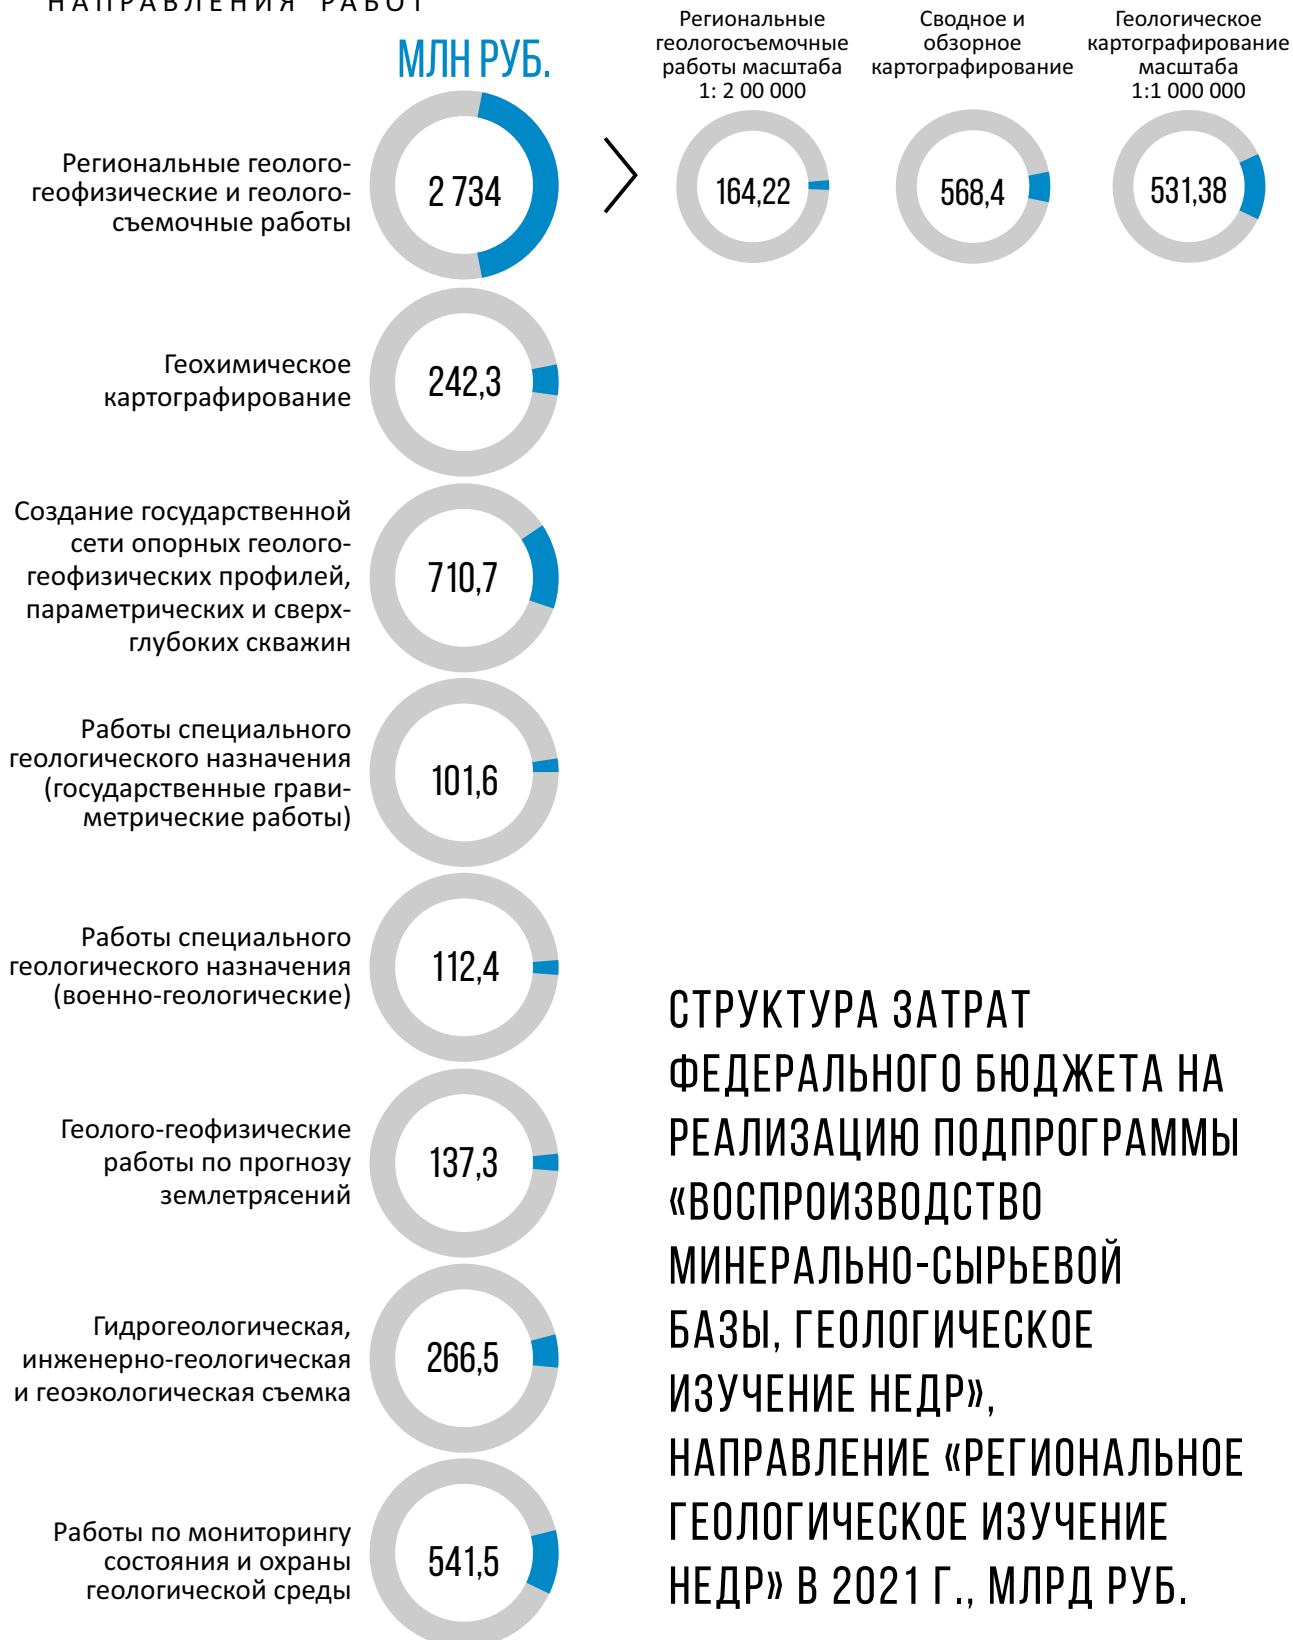 НАПРАВЛЕНИЯ РАБОТ
МЛН РУБ.
Региональные геолого-
геофизические и геолого-
съемочные работы
2 734
Региональные
геологосъемочные
работы масштаба
1: 2 00 000
164,22
Сводное и
обзорное
картографирование
568,4
Геологическое
картографирование
масштаба
1:1 000 000
531,38
Геохимическое
картографирование
242,3
Создание государственной
сети опорных геолого-
геофизических профилей,
параметрических и сверх-
глубоких скважин
710,7
Работы специального
геологического назначения
(государственные грави-
метрические работы)
101,6
Работы специального
геологического назначения
(военно-геологические)
112,4
Геолого-геофизические
работы по прогнозу
землетрясений
137,3
Гидрогеологическая,
инженерно-геологическая
и геоэкологическая съемка
266,5
Работы по мониторингу
состояния и охраны
геологической среды
541,5
СТРУКТУРА ЗАТРАТ
ФЕДЕРАЛЬНОГО БЮДЖЕТА НА
РЕАЛИЗАЦИЮ ПОДПРОГРАММЫ
«ВОСПРОИЗВОДСТВО
МИНЕРАЛЬНО-СЫРЬЕВОЙ
БАЗЫ, ГЕОЛОГИЧЕСКОЕ
ИЗУЧЕНИЕ НЕДР»,
НАПРАВЛЕНИЕ «РЕГИОНАЛЬНОЕ
ГЕОЛОГИЧЕСКОЕ ИЗУЧЕНИЕ
НЕДР» В 2021 Г., МЛРД РУБ.